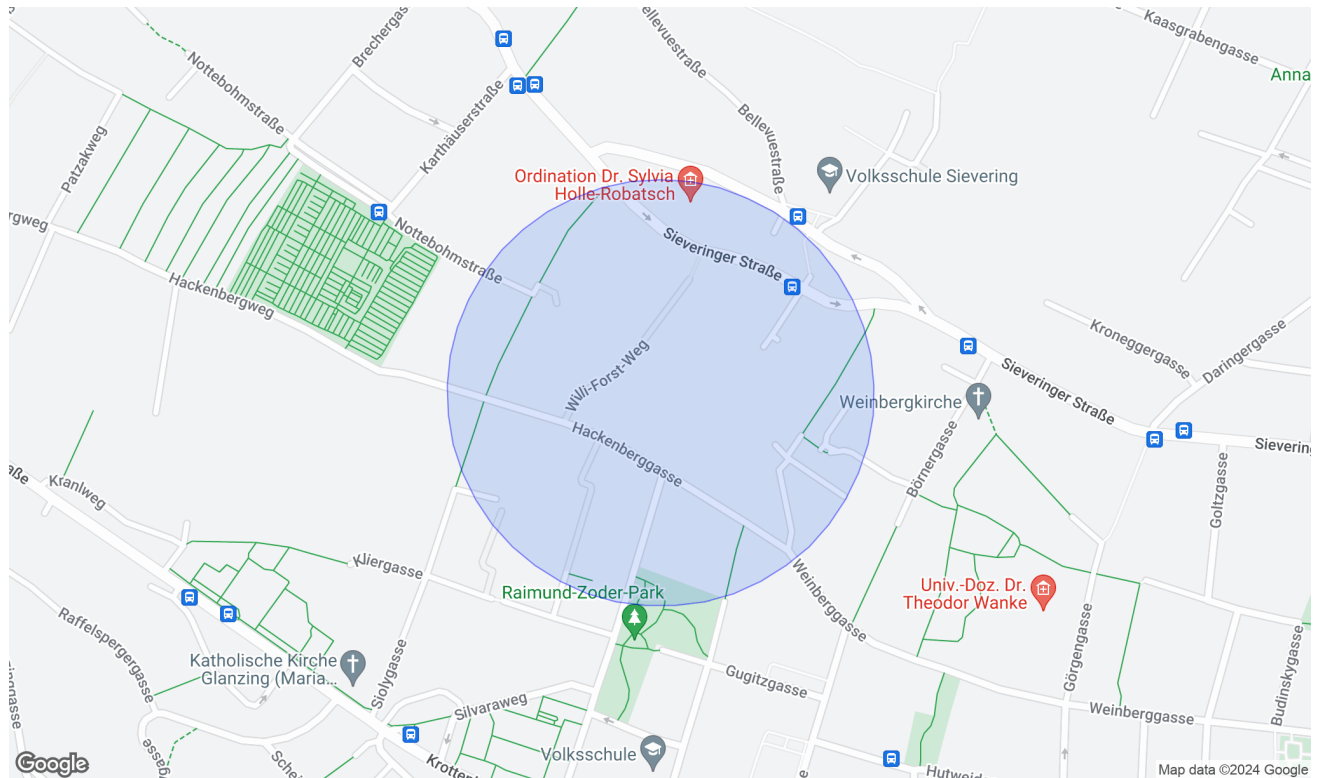 Kaasgrabengasse
Bellevuestraße
Brechergasse
Anna
Nottebohmstraße
Karthäuserstraße
Bellevuestraße
Patzakweg
Ordination Dr. Sylvia
Holle-Robatsch
Volksschule Sievering
rgweg
Nottebohmstraße
Sieveringer Straße
Hackenbergweg
Kroneggergasse
Daringergasse
Willi-Forst-Weg
Sieveringer Straße
Weinbergkirche
Hackenberggasse
Sievering
aße
Kranlweg
Börnergasse
Goltzgasse
Kliergasse
Weinberggasse
Univ.-Doz. Dr.
Theodor Wanke
Raimund-Zoder-Park
Raffelspergergasse
Katholische Kirche
Glanzing (Maria...
Siolygasse
Görgengasse
Budinskygasse
Gugitzgasse
Silvaraweg
Weinberggasse
Volksschule
Krotten
Hutweide
Google
Map data ©2024 Google